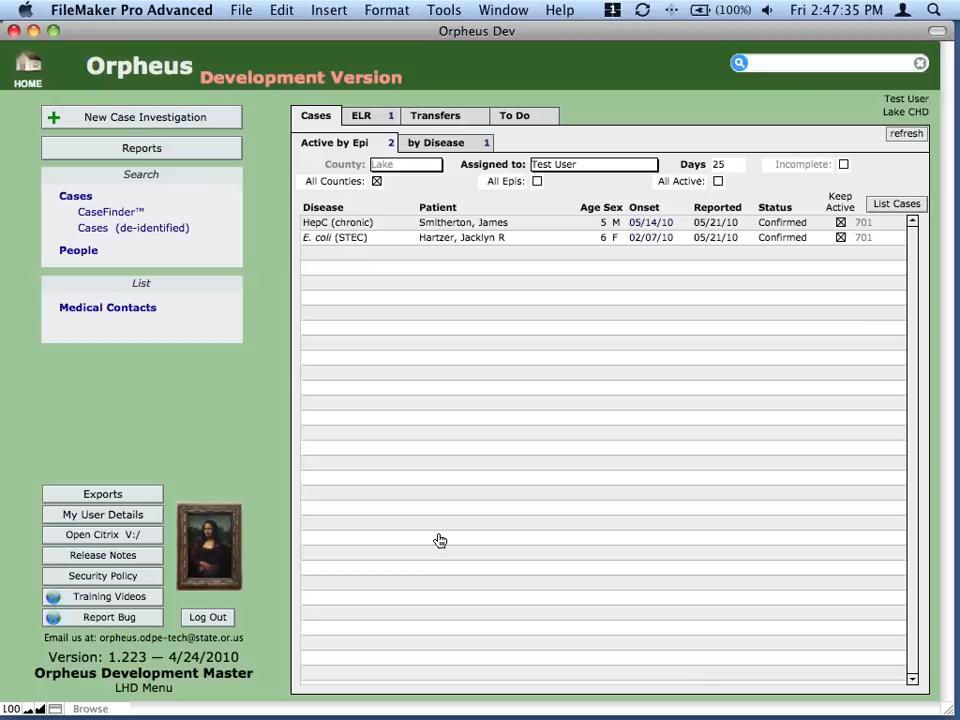 FileMaker Pro Advanced File Edit Insert Format Tools Window Help 1 (100%) Fri 2:47:35 PM
Orpheus Dev
HOME
Orpheus Development Version
Test User
Lake CHD
refresh
New Case Investigation
Reports
Search
Cases
CaseFinder™
Cases (de-identified)
People
List
Medical Contacts
Cases ELR 1 Transfers To Do
Active by Epi 2 by Disease 1
County: Lake Assigned to: Test User Days 25 Incomplete:
All Counties: All Epis: All Active:
Disease Patient Age Sex Onset Reported Status Keep Active List Cases
HepC (chronic) Smitherton, James 5 M 05/14/10 05/21/10 Confirmed 701
E. coli (STEC) Hartzer, Jacklyn R 6 F 02/07/10 05/21/10 Confirmed 701
Exports
My User Details
Open Citrix V:/
Release Notes
Security Policy
Training Videos
Report Bug
Log Out
Email us at: orpheus.odpe-tech@state.or.us
Version: 1.223 — 4/24/2010
Orpheus Development Master
LHD Menu
100 Browse